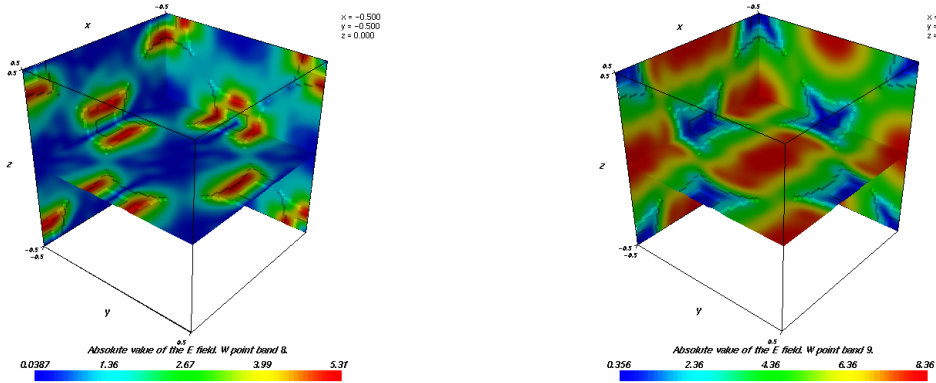 -0.5
x = -0.500
y = -0.500
z = 0.000
x
0.5
0.5
z
-0.5
-0.5
y
0.5
Absolute value of the E field. W point band 8.
0.0387 1.36 2.67 3.99 5.31
-0.5
x =
y =
z =
x
0.5
0.5
z
-0.5
-0.5
y
0.5
Absolute value of the E field. W point band 9.
0.356 2.36 4.36 6.36 8.36